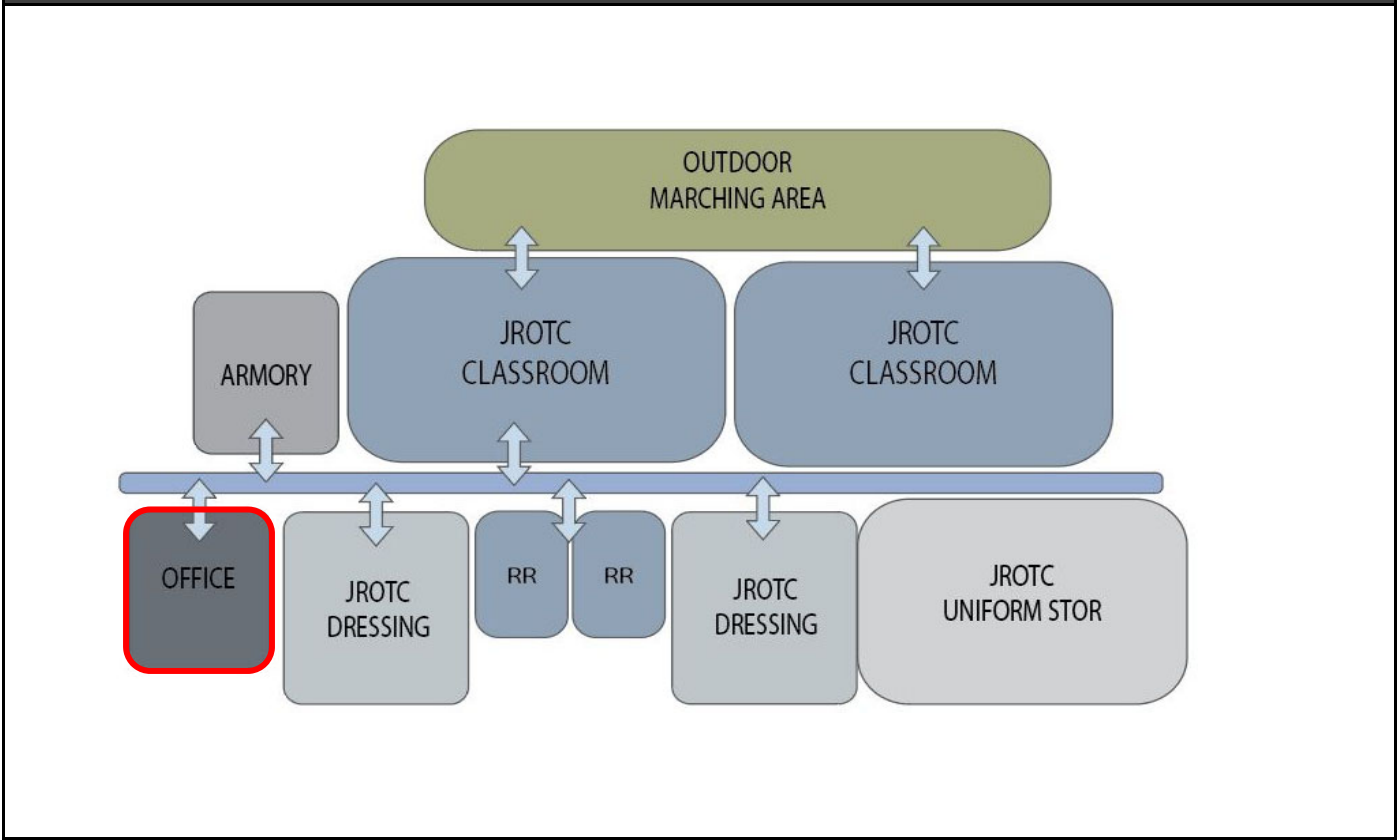 OUTDOOR
MARCHING AREA
JROTC
CLASSROOM
JROTC
CLASSROOM
ARMORY
OFFICE
JROTC
DRESSING
RR
RR
JROTC
DRESSING
JROTC
UNIFORM STOR